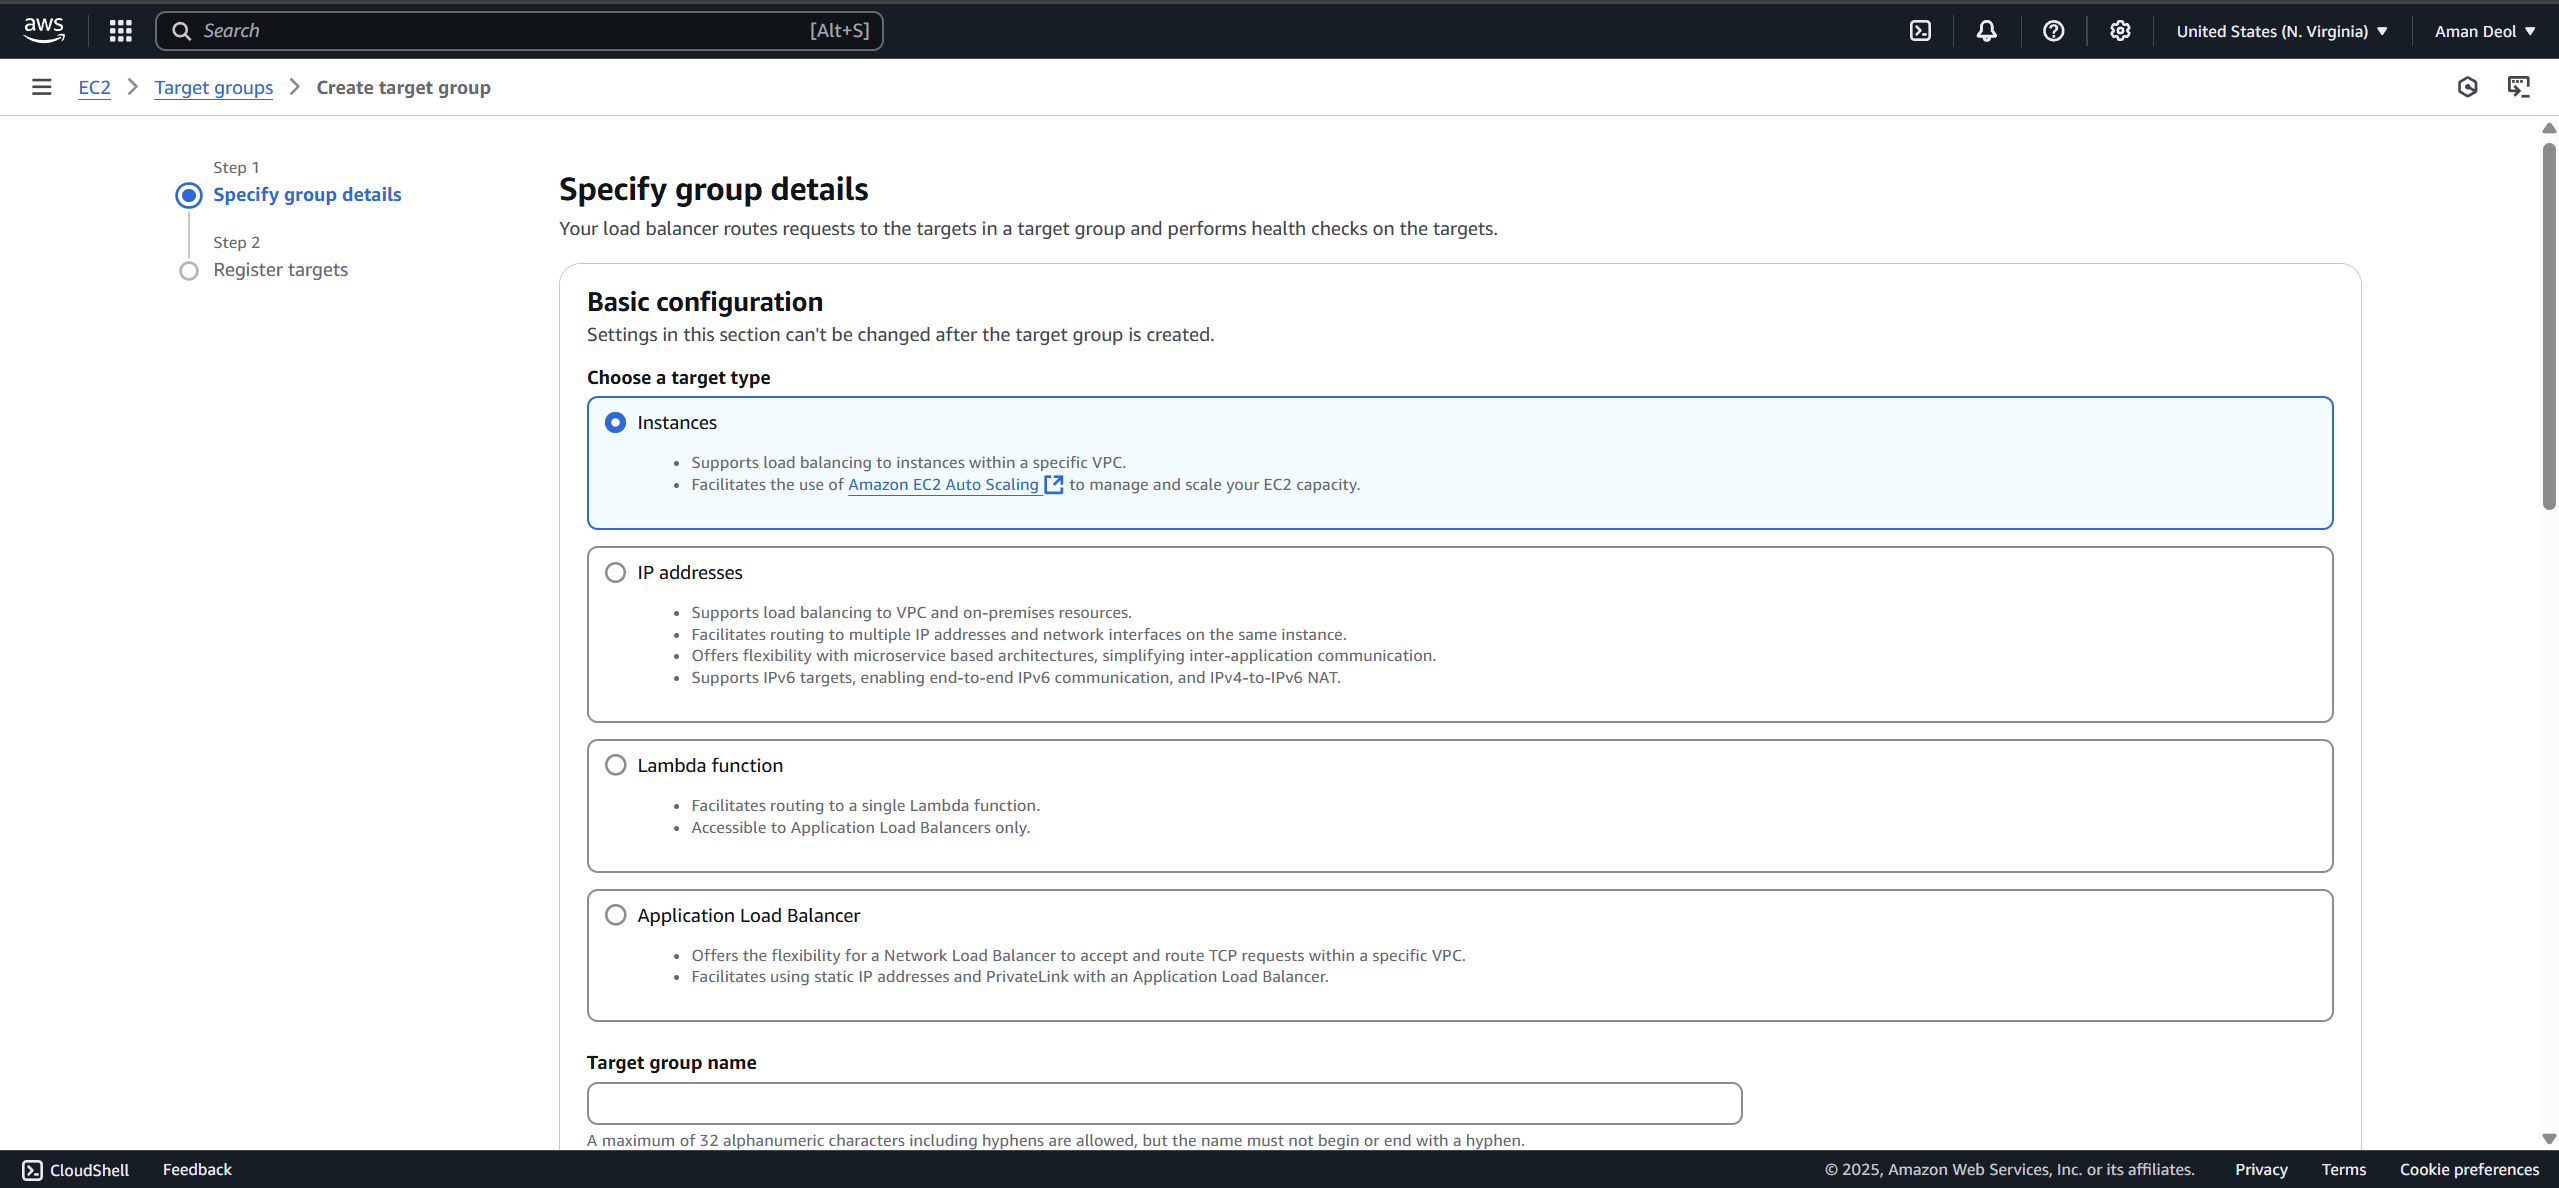 aws
Search [Alt+S]
United States (N. Virginia)
Aman Deol
EC2 > Target groups > Create target group
Step 1
Specify group details
Step 2
Register targets
Specify group details
Your load balancer routes requests to the targets in a target group and performs health checks on the targets.
Basic configuration
Settings in this section can't be changed after the target group is created.
Choose a target type
Instances
• Supports load balancing to instances within a specific VPC.
• Facilitates the use of Amazon EC2 Auto Scaling to manage and scale your EC2 capacity.
IP addresses
• Supports load balancing to VPC and on-premises resources.
• Facilitates routing to multiple IP addresses and network interfaces on the same instance.
• Offers flexibility with microservice based architectures, simplifying inter-application communication.
• Supports IPv6 targets, enabling end-to-end IPv6 communication, and IPv4-to-IPv6 NAT.
Lambda function
• Facilitates routing to a single Lambda function.
• Accessible to Application Load Balancers only.
Application Load Balancer
• Offers the flexibility for a Network Load Balancer to accept and route TCP requests within a specific VPC.
• Facilitates using static IP addresses and PrivateLink with an Application Load Balancer.
Target group name
A maximum of 32 alphanumeric characters including hyphens are allowed, but the name must not begin or end with a hyphen.
CloudShell
Feedback
© 2025, Amazon Web Services, Inc. or its affiliates.
Privacy
Terms
Cookie preferences